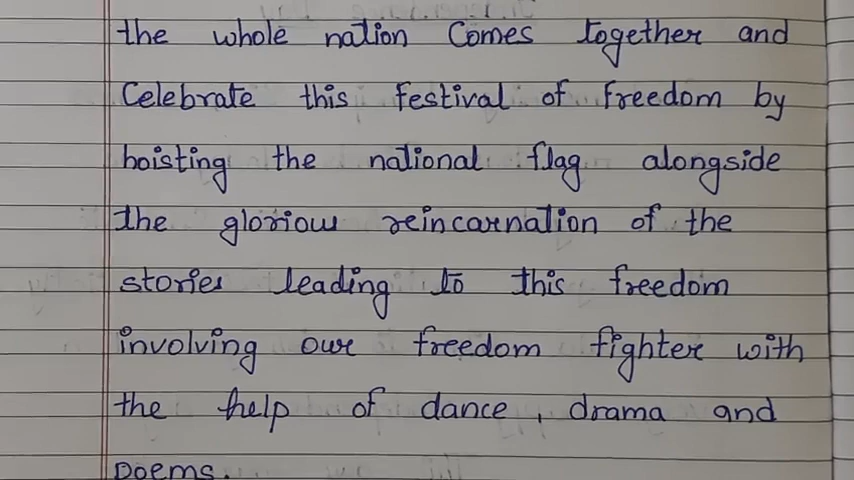 the whole nation Comes together and
Celebrate this festival of freedom by
hoisting the national flag alongside
the glorious reincarnation of the
stories leading to this freedom
involving our freedom fighter with
the help of dance, drama and
poems.